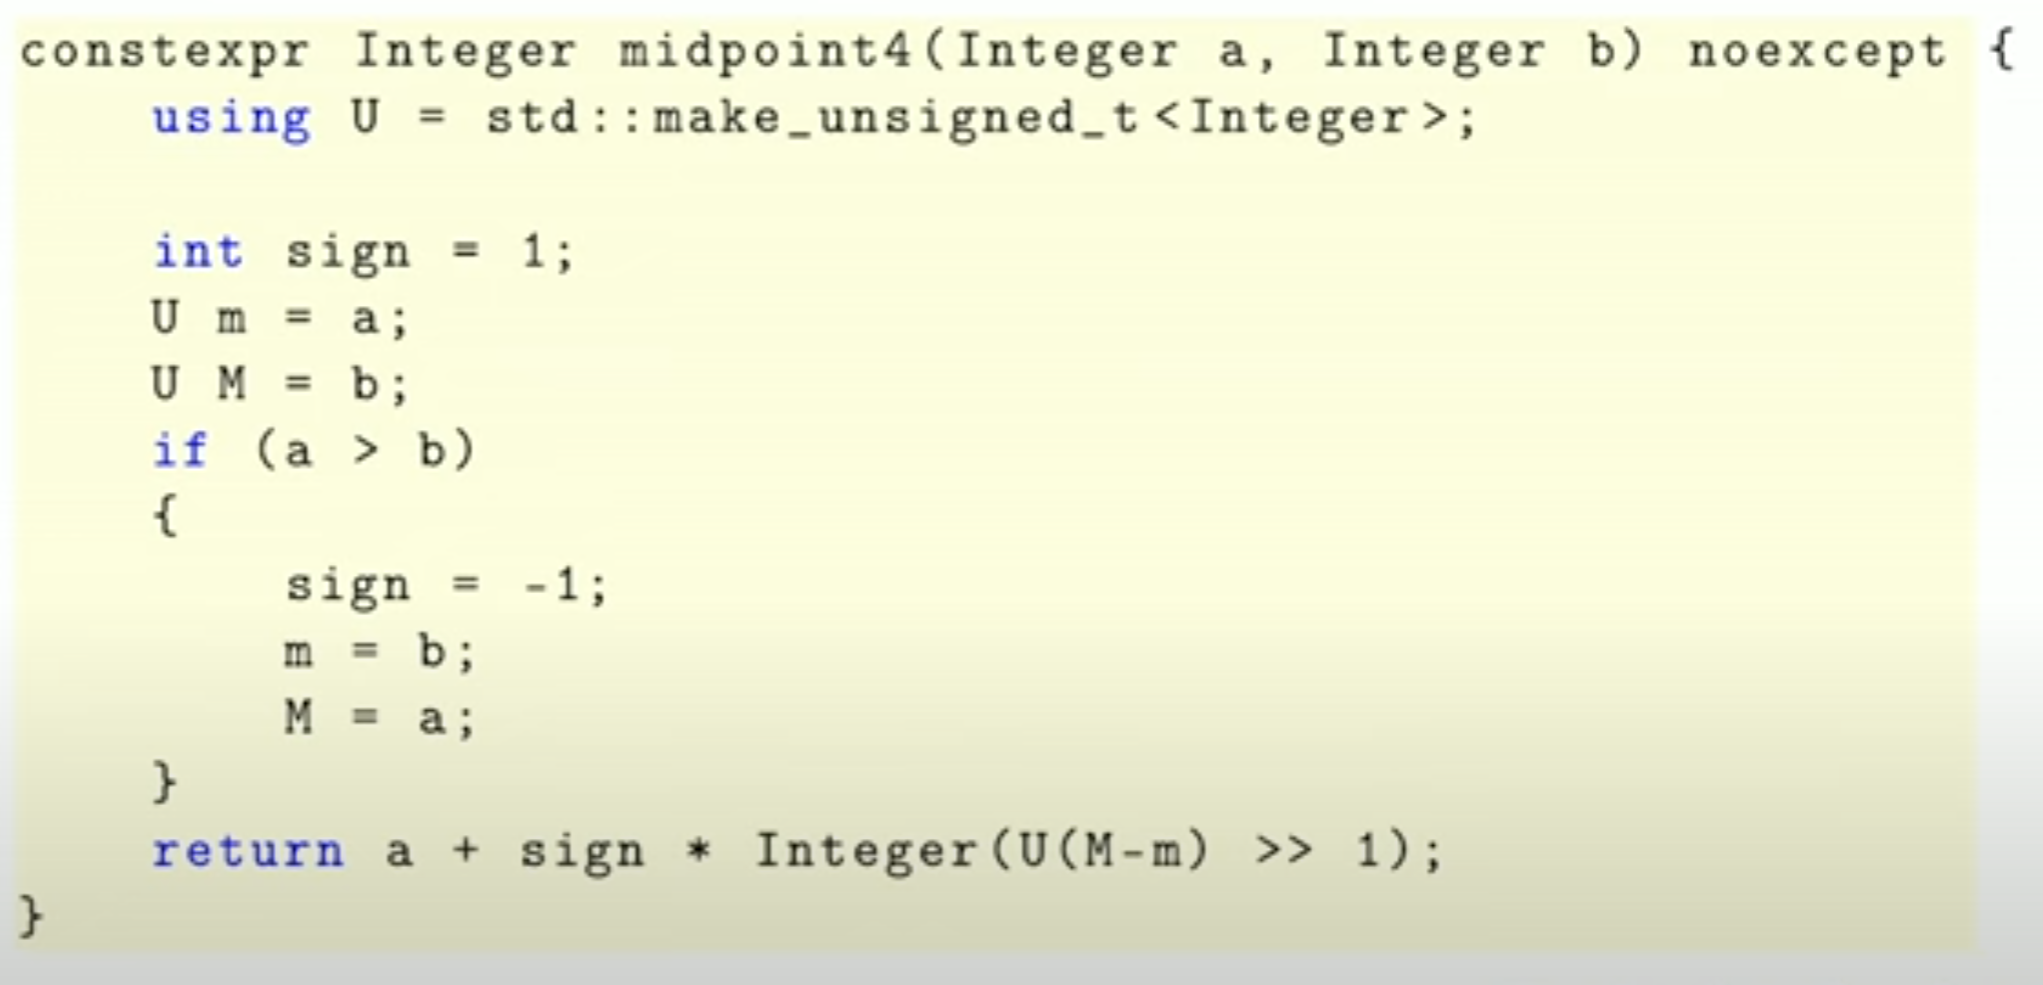 constexpr Integer midpoint4(Integer a, Integer b) noexcept {
    using U = std::make_unsigned_t<Integer>;

    int sign = 1;
    U m = a;
    U M = b;
    if (a > b)
    {
        sign = -1;
        m = b;
        M = a;
    }
    return a + sign * Integer(U(M-m) >> 1);
}